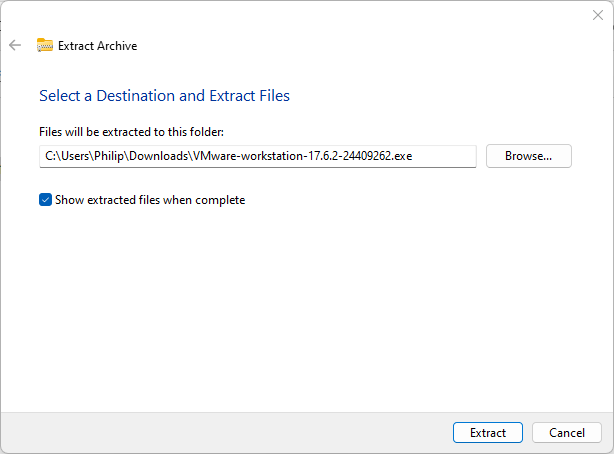 Extract Archive
Select a Destination and Extract Files
Files will be extracted to this folder:
C:\Users\Philip\Downloads\VMware-workstation-17.6.2-24409262.exe
Browse...
Show extracted files when complete
Extract
Cancel